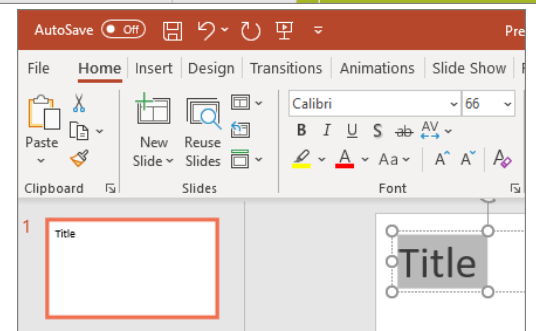 AutoSave Off Pre
File Home Insert Design Transitions Animations Slide Show
Calibri 66
B I U S ab AV
Paste New Slide Reuse Slides
A Aa A A A
Clipboard Slides Font
1 Title
Title